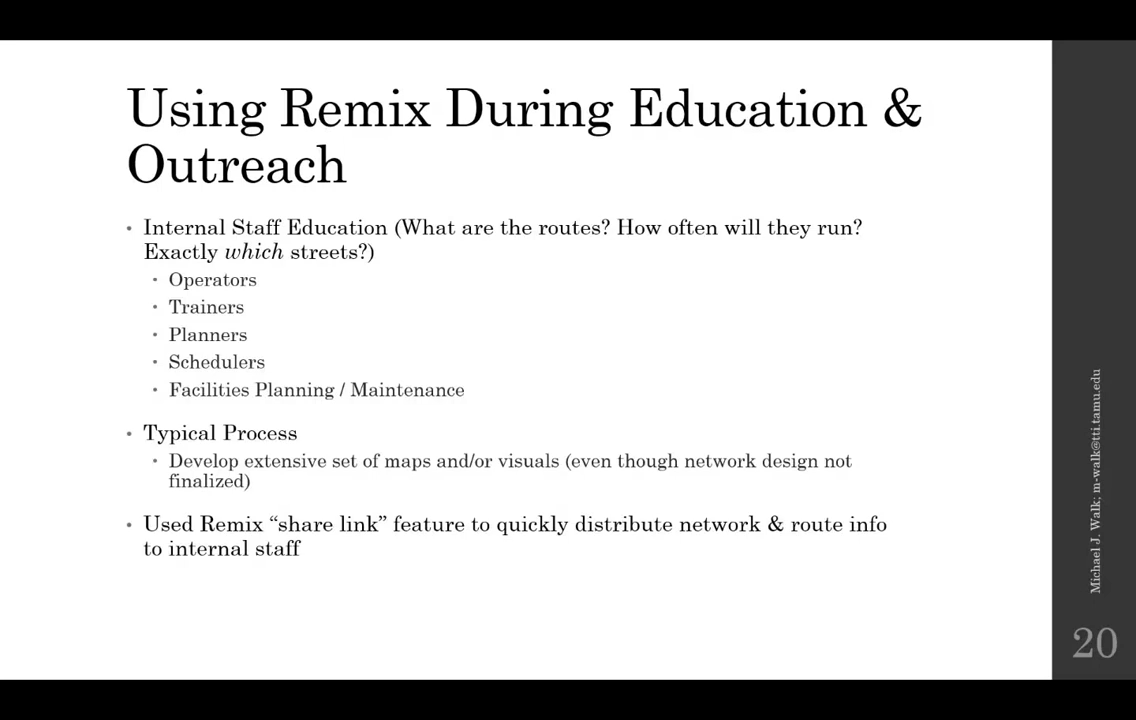 Using Remix During Education &
Outreach
• Internal Staff Education (What are the routes? How often will they run?
Exactly which streets?)
• Operators
• Trainers
• Planners
• Schedulers
• Facilities Planning / Maintenance
• Typical Process
• Develop extensive set of maps and/or visuals (even though network design not
finalized)
• Used Remix “share link” feature to quickly distribute network & route info
to internal staff
Michael J. Walk; m-walk@tti.tamu.edu
20